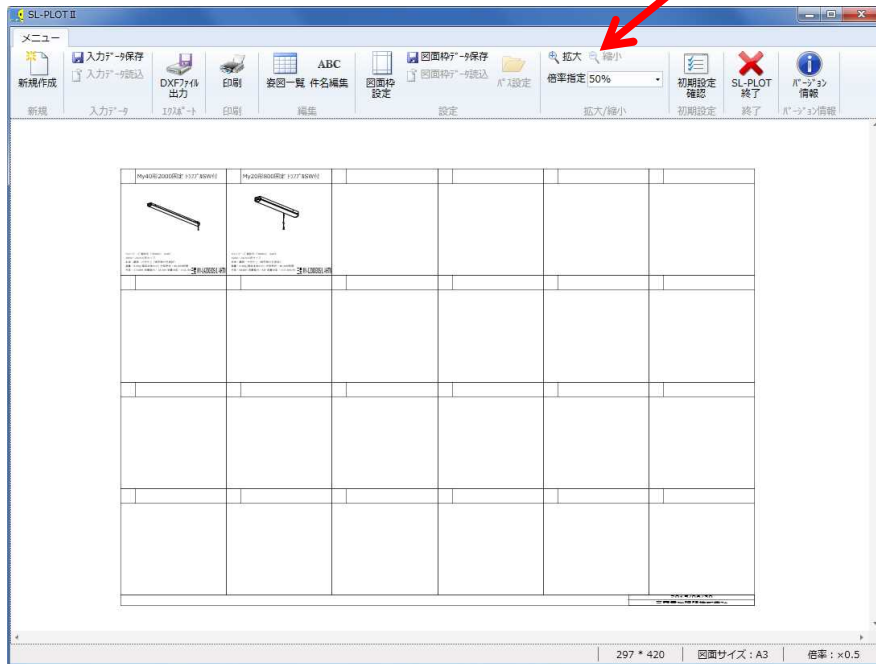 SL-PLOT II
メニュー
新規作成
入力ﾃﾞｰﾀ保存
入力ﾃﾞｰﾀ読込
DXFﾌｧｲﾙ
出力
印刷
姿図一覧
ABC
件名編集
図面枠
設定
図面枠ﾃﾞｰﾀ保存
図面枠ﾃﾞｰﾀ読込
ﾊﾟｽ設定
拡大
縮小
倍率指定 50%
初期設定
確認
SL-PLOT
終了
ﾊﾞｰｼﾞｮﾝ
情報
新規
入力ﾃﾞｰﾀ
ｴｸｽﾎﾟｰﾄ
印刷
編集
設定
拡大/縮小
初期設定
終了
ﾊﾞｰｼﾞｮﾝ情報
297 * 420
図面サイズ : A3
倍率 : ×0.5